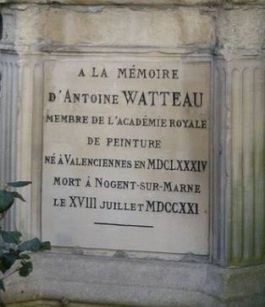 A LA MÉMOIRE
D'ANTOINE WATTEAU
MEMBRE DE L'ACADÉMIE ROYALE
DE PEINTURE
NÉ À VALENCIENNES EN MDCLXXXIV
MORT À NOGENT-SUR-MARNE
LE XVIII JUILLET MDCCXXI